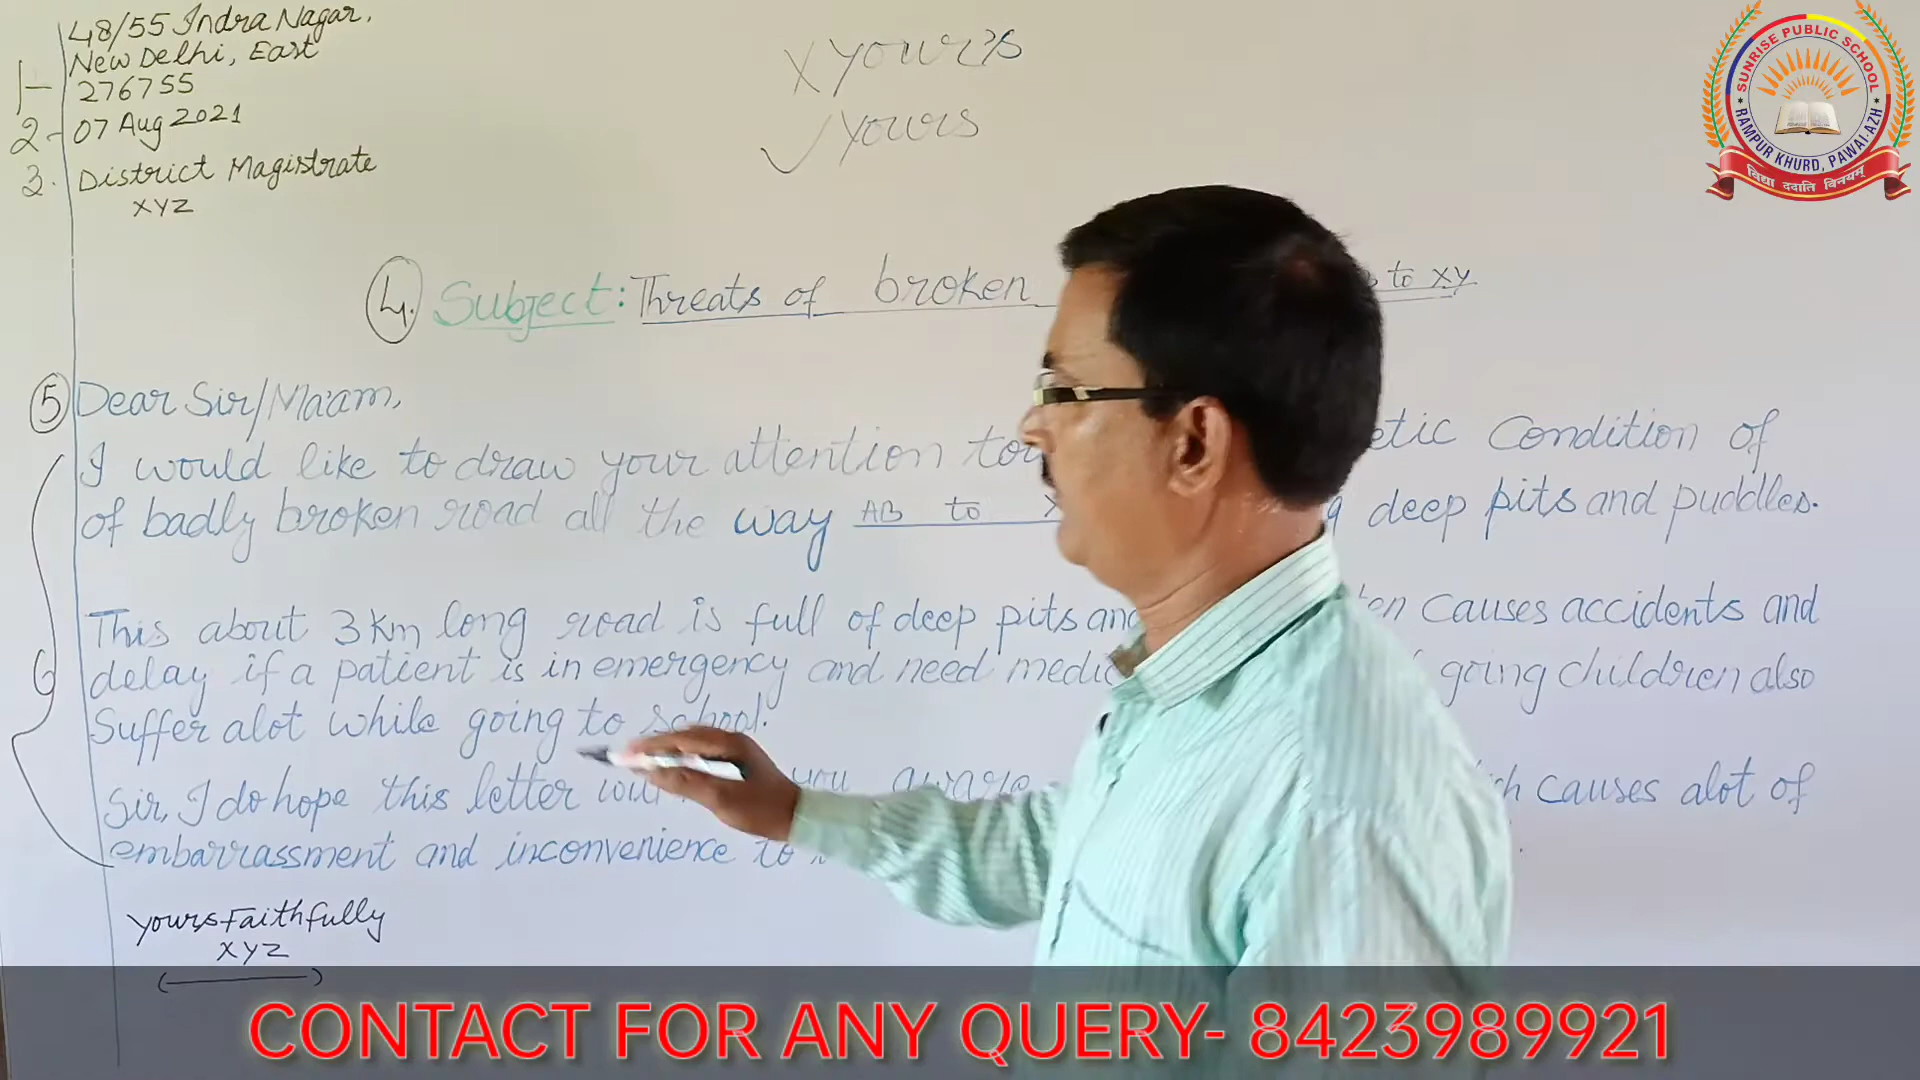 48/55 Indra Nagar,
New Delhi, East
1- 276755
2- 07 Aug 2021
3. District Magistrate
XYZ
x your's
✓ yours
SUNRISE PUBLIC SCHOOL
RAMPUR KHURD, PAWAI-AZH
विद्या ददाति विनयम्
4. Subject: Threats of broken to XY
5 Dear Sir/Ma'am,
I would like to draw your attention Condition of
of badly broken road all the way AB to deep pits and puddles.
6
This about 3 km long road is full of deep pits and causes accidents and
delay if a patient is in emergency and need going children also
Suffer alot while going to school.
Sir, I do hope this letter will you aware causes alot of
embarrassment and inconvenience to
Yours Faithfully
XYZ
CONTACT FOR ANY QUERY- 8423989921